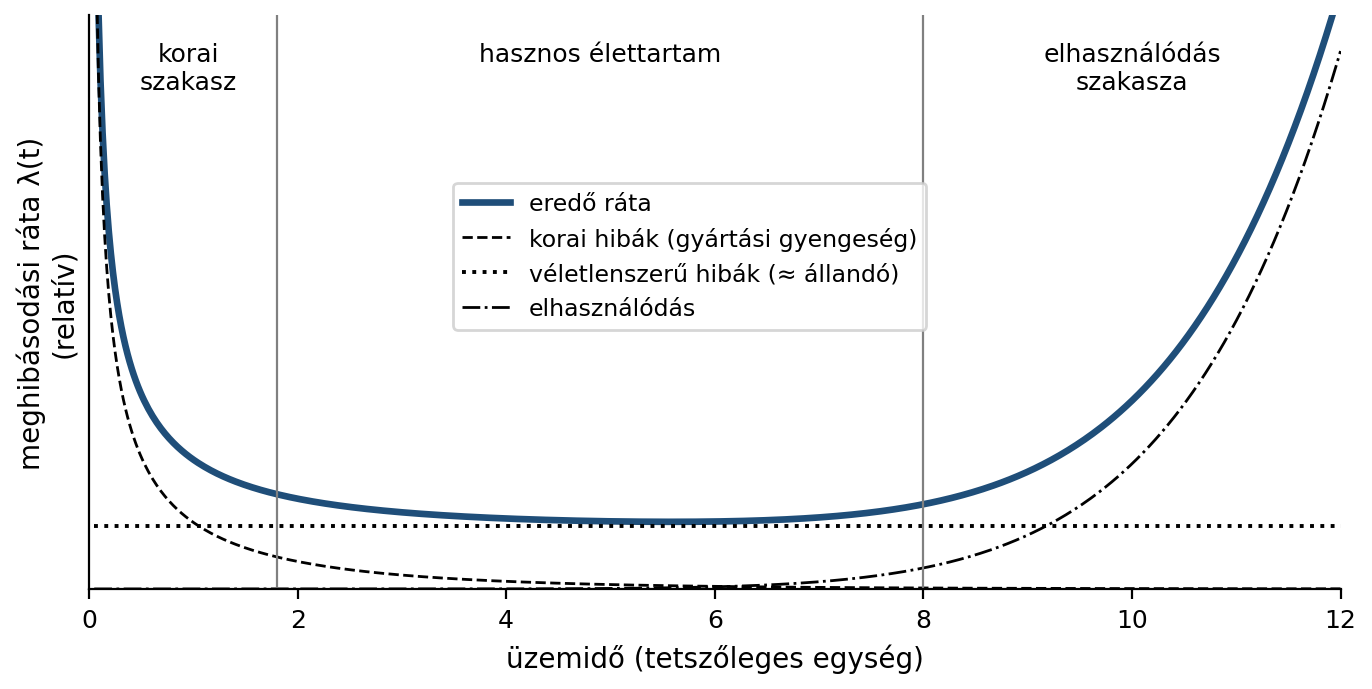 korai
szakasz
hasznos élettartam
elhasználódás
szakasza
meghibásodási ráta λ(t)
(relatív)
eredő ráta
korai hibák (gyártási gyengeség)
véletlenszerű hibák (≈ állandó)
elhasználódás
0 2 4 6 8 10 12
üzemidő (tetszőleges egység)